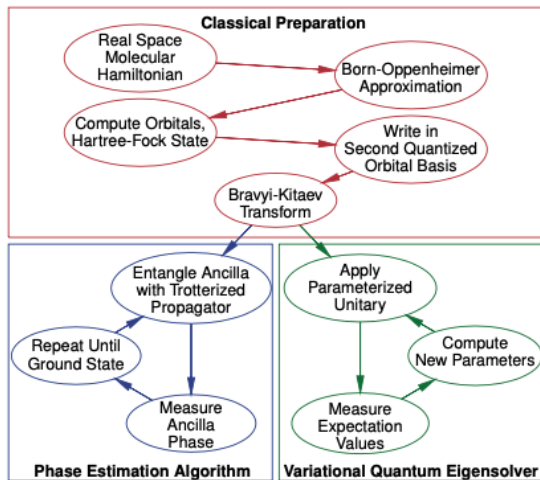 Classical Preparation
Real Space
Molecular
Hamiltonian
Born-Oppenheimer
Approximation
Compute Orbitals,
Hartree-Fock State
Write in
Second Quantized
Orbital Basis
Bravyi-Kitaev
Transform
Entangle Ancilla
with Trotterized
Propagator
Repeat Until
Ground State
Measure
Ancilla
Phase
Phase Estimation Algorithm
Apply
Parameterized
Unitary
Compute
New Parameters
Measure
Expectation
Values
Variational Quantum Eigensolver